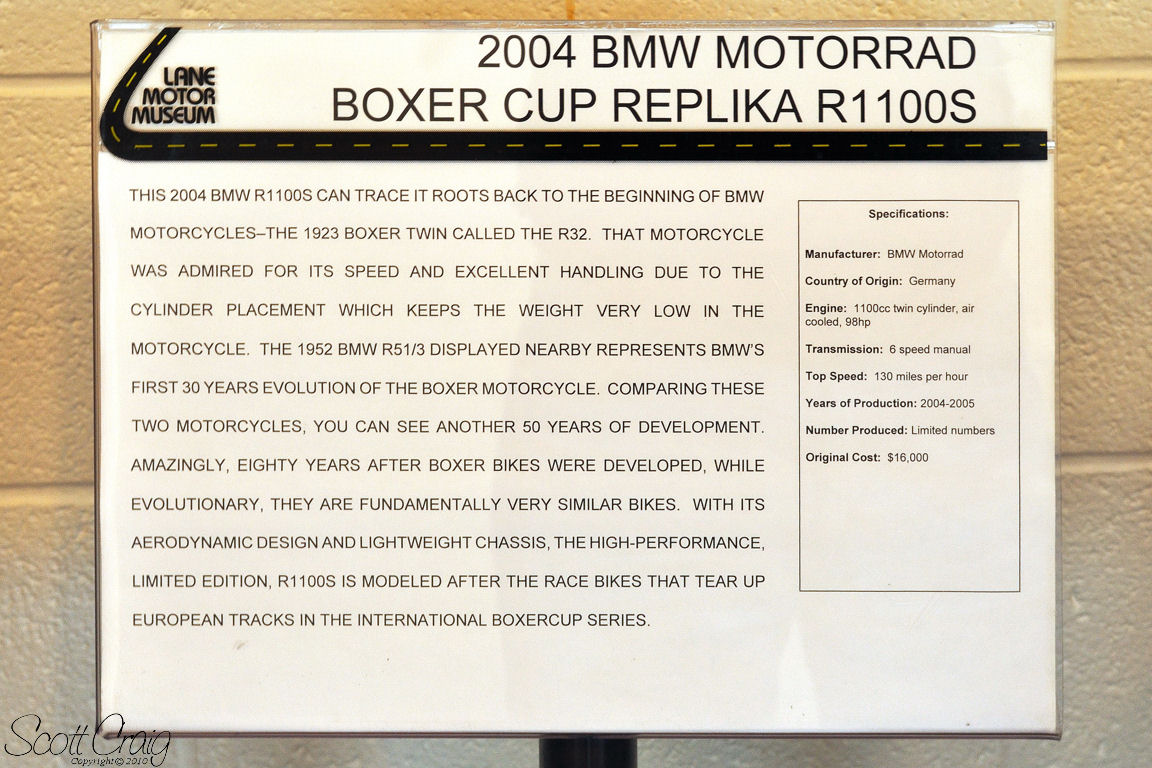 LANE
MOTOR
MUSEUM
2004 BMW MOTORRAD
BOXER CUP REPLIKA R1100S
THIS 2004 BMW R1100S CAN TRACE IT ROOTS BACK TO THE BEGINNING OF BMW
MOTORCYCLES–THE 1923 BOXER TWIN CALLED THE R32. THAT MOTORCYCLE
WAS ADMIRED FOR ITS SPEED AND EXCELLENT HANDLING DUE TO THE
CYLINDER PLACEMENT WHICH KEEPS THE WEIGHT VERY LOW IN THE
MOTORCYCLE. THE 1952 BMW R51/3 DISPLAYED NEARBY REPRESENTS BMW'S
FIRST 30 YEARS EVOLUTION OF THE BOXER MOTORCYCLE. COMPARING THESE
TWO MOTORCYCLES, YOU CAN SEE ANOTHER 50 YEARS OF DEVELOPMENT.
AMAZINGLY, EIGHTY YEARS AFTER BOXER BIKES WERE DEVELOPED, WHILE
EVOLUTIONARY, THEY ARE FUNDAMENTALLY VERY SIMILAR BIKES. WITH ITS
AERODYNAMIC DESIGN AND LIGHTWEIGHT CHASSIS, THE HIGH-PERFORMANCE,
LIMITED EDITION, R1100S IS MODELED AFTER THE RACE BIKES THAT TEAR UP
EUROPEAN TRACKS IN THE INTERNATIONAL BOXERCUP SERIES.
Specifications:
Manufacturer: BMW Motorrad
Country of Origin: Germany
Engine: 1100cc twin cylinder, air
cooled, 98hp
Transmission: 6 speed manual
Top Speed: 130 miles per hour
Years of Production: 2004-2005
Number Produced: Limited numbers
Original Cost: $16,000
Scott Craig
Copyright © 2010